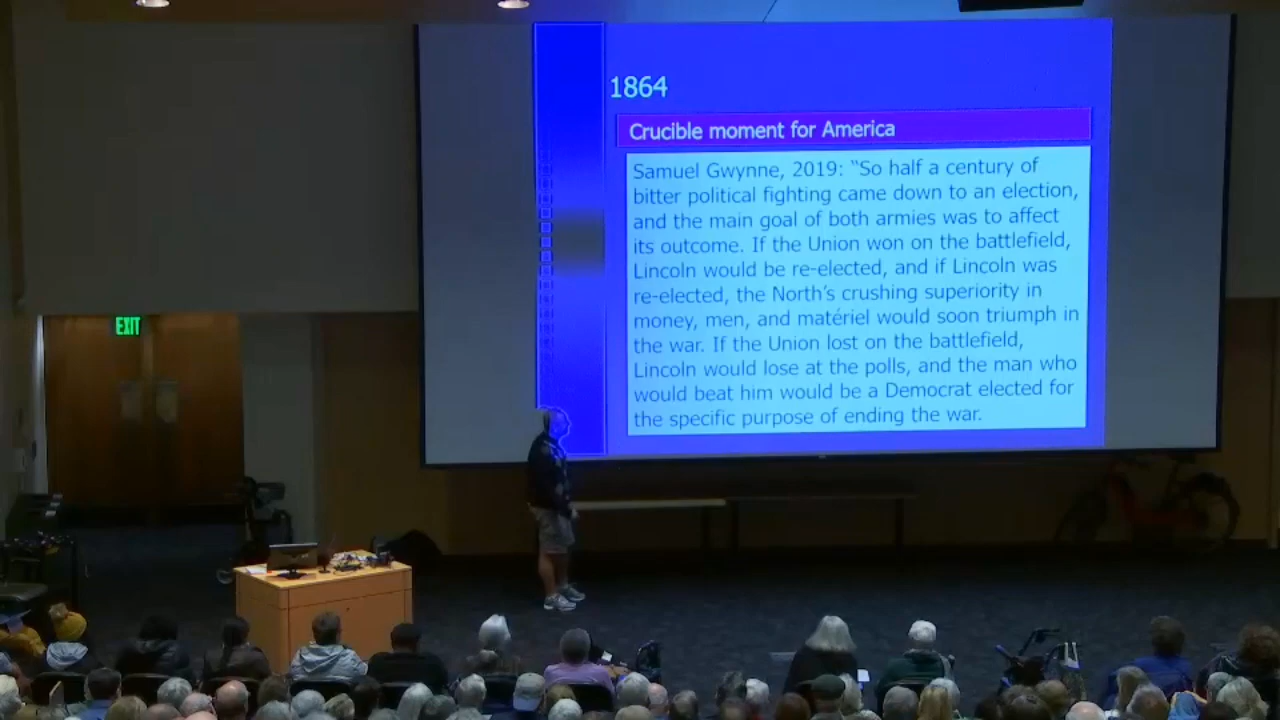 1864
Crucible moment for America
Samuel Gwynne, 2019: “So half a century of
bitter political fighting came down to an election,
and the main goal of both armies was to affect
its outcome. If the Union won on the battlefield,
Lincoln would be re-elected, and if Lincoln was
re-elected, the North’s crushing superiority in
money, men, and matériel would soon triumph in
the war. If the Union lost on the battlefield,
Lincoln would lose at the polls, and the man who
would beat him would be a Democrat elected for
the specific purpose of ending the war.
EXIT